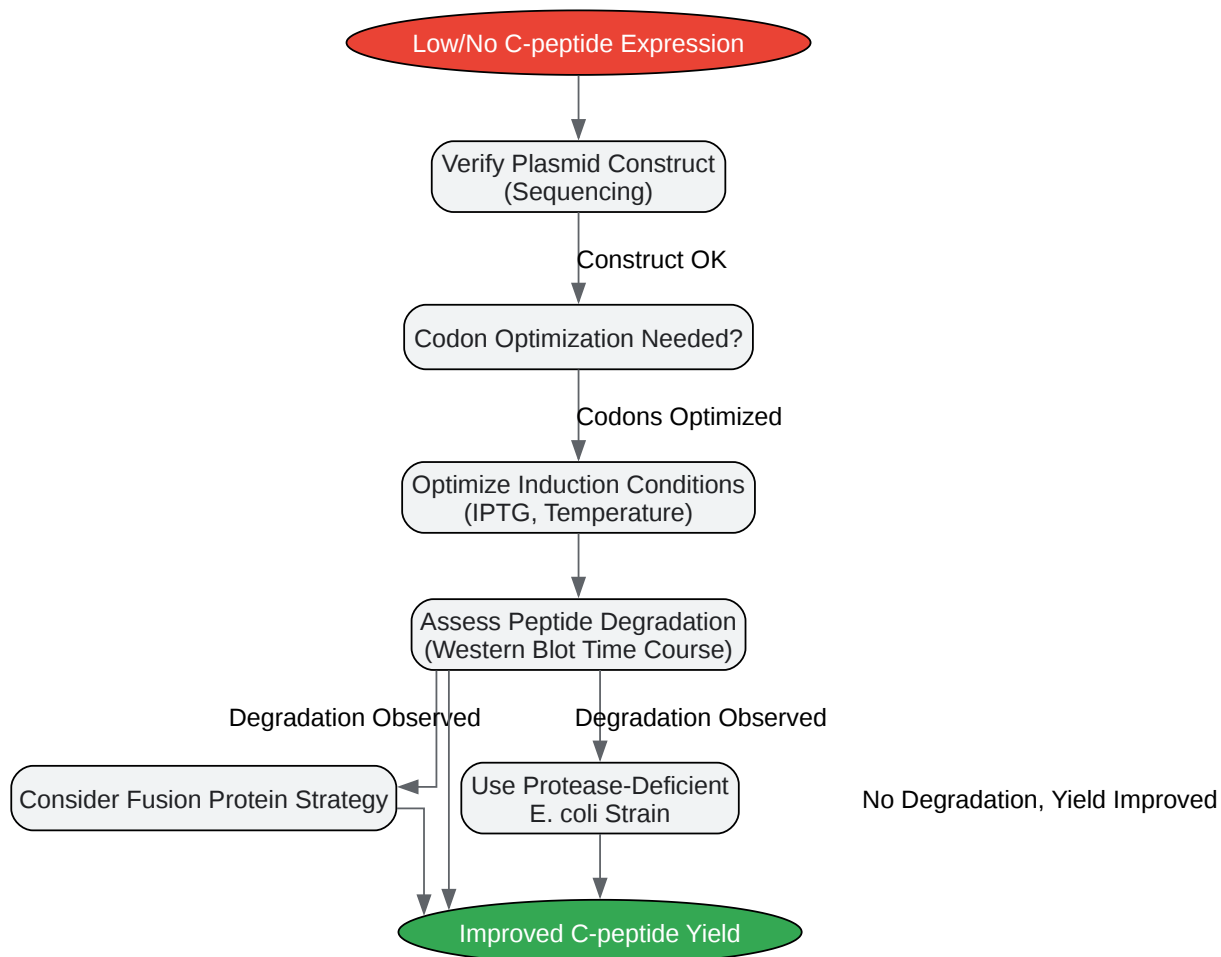 Low/No C-peptide Expression
Verify Plasmid Construct
(Sequencing)
Construct OK
Codon Optimization Needed?
Codons Optimized
Optimize Induction Conditions
(IPTG, Temperature)
Assess Peptide Degradation
(Western Blot Time Course)
Degradation Observed
Degradation Observed
Consider Fusion Protein Strategy
Use Protease-Deficient
E. coli Strain
No Degradation, Yield Improved
Improved C-peptide Yield